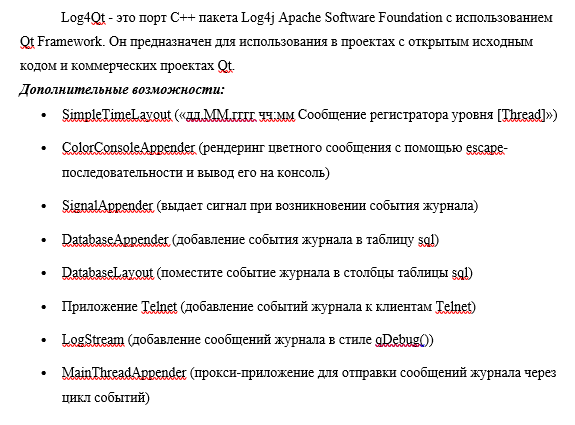 Log4Qt - это порт C++ пакета Log4j Apache Software Foundation с использованием
Qt Framework. Он предназначен для использования в проектах с открытым исходным
кодом и коммерческих проектах Qt.
Дополнительные возможности:
• SimpleTimeLayout («дд.ММ.гггг чч:мм Сообщение регистратора уровня [Thread]»)
• ColorConsoleAppender (рендеринг цветного сообщения с помощью escape-
последовательности и вывод его на консоль)
• SignalAppender (выдает сигнал при возникновении события журнала)
• DatabaseAppender (добавление события журнала в таблицу sql)
• DatabaseLayout (поместите событие журнала в столбцы таблицы sql)
• Приложение Telnet (добавление событий журнала к клиентам Telnet)
• LogStream (добавление сообщений журнала в стиле qDebug())
• MainThreadAppender (прокси-приложение для отправки сообщений журнала через
цикл событий)